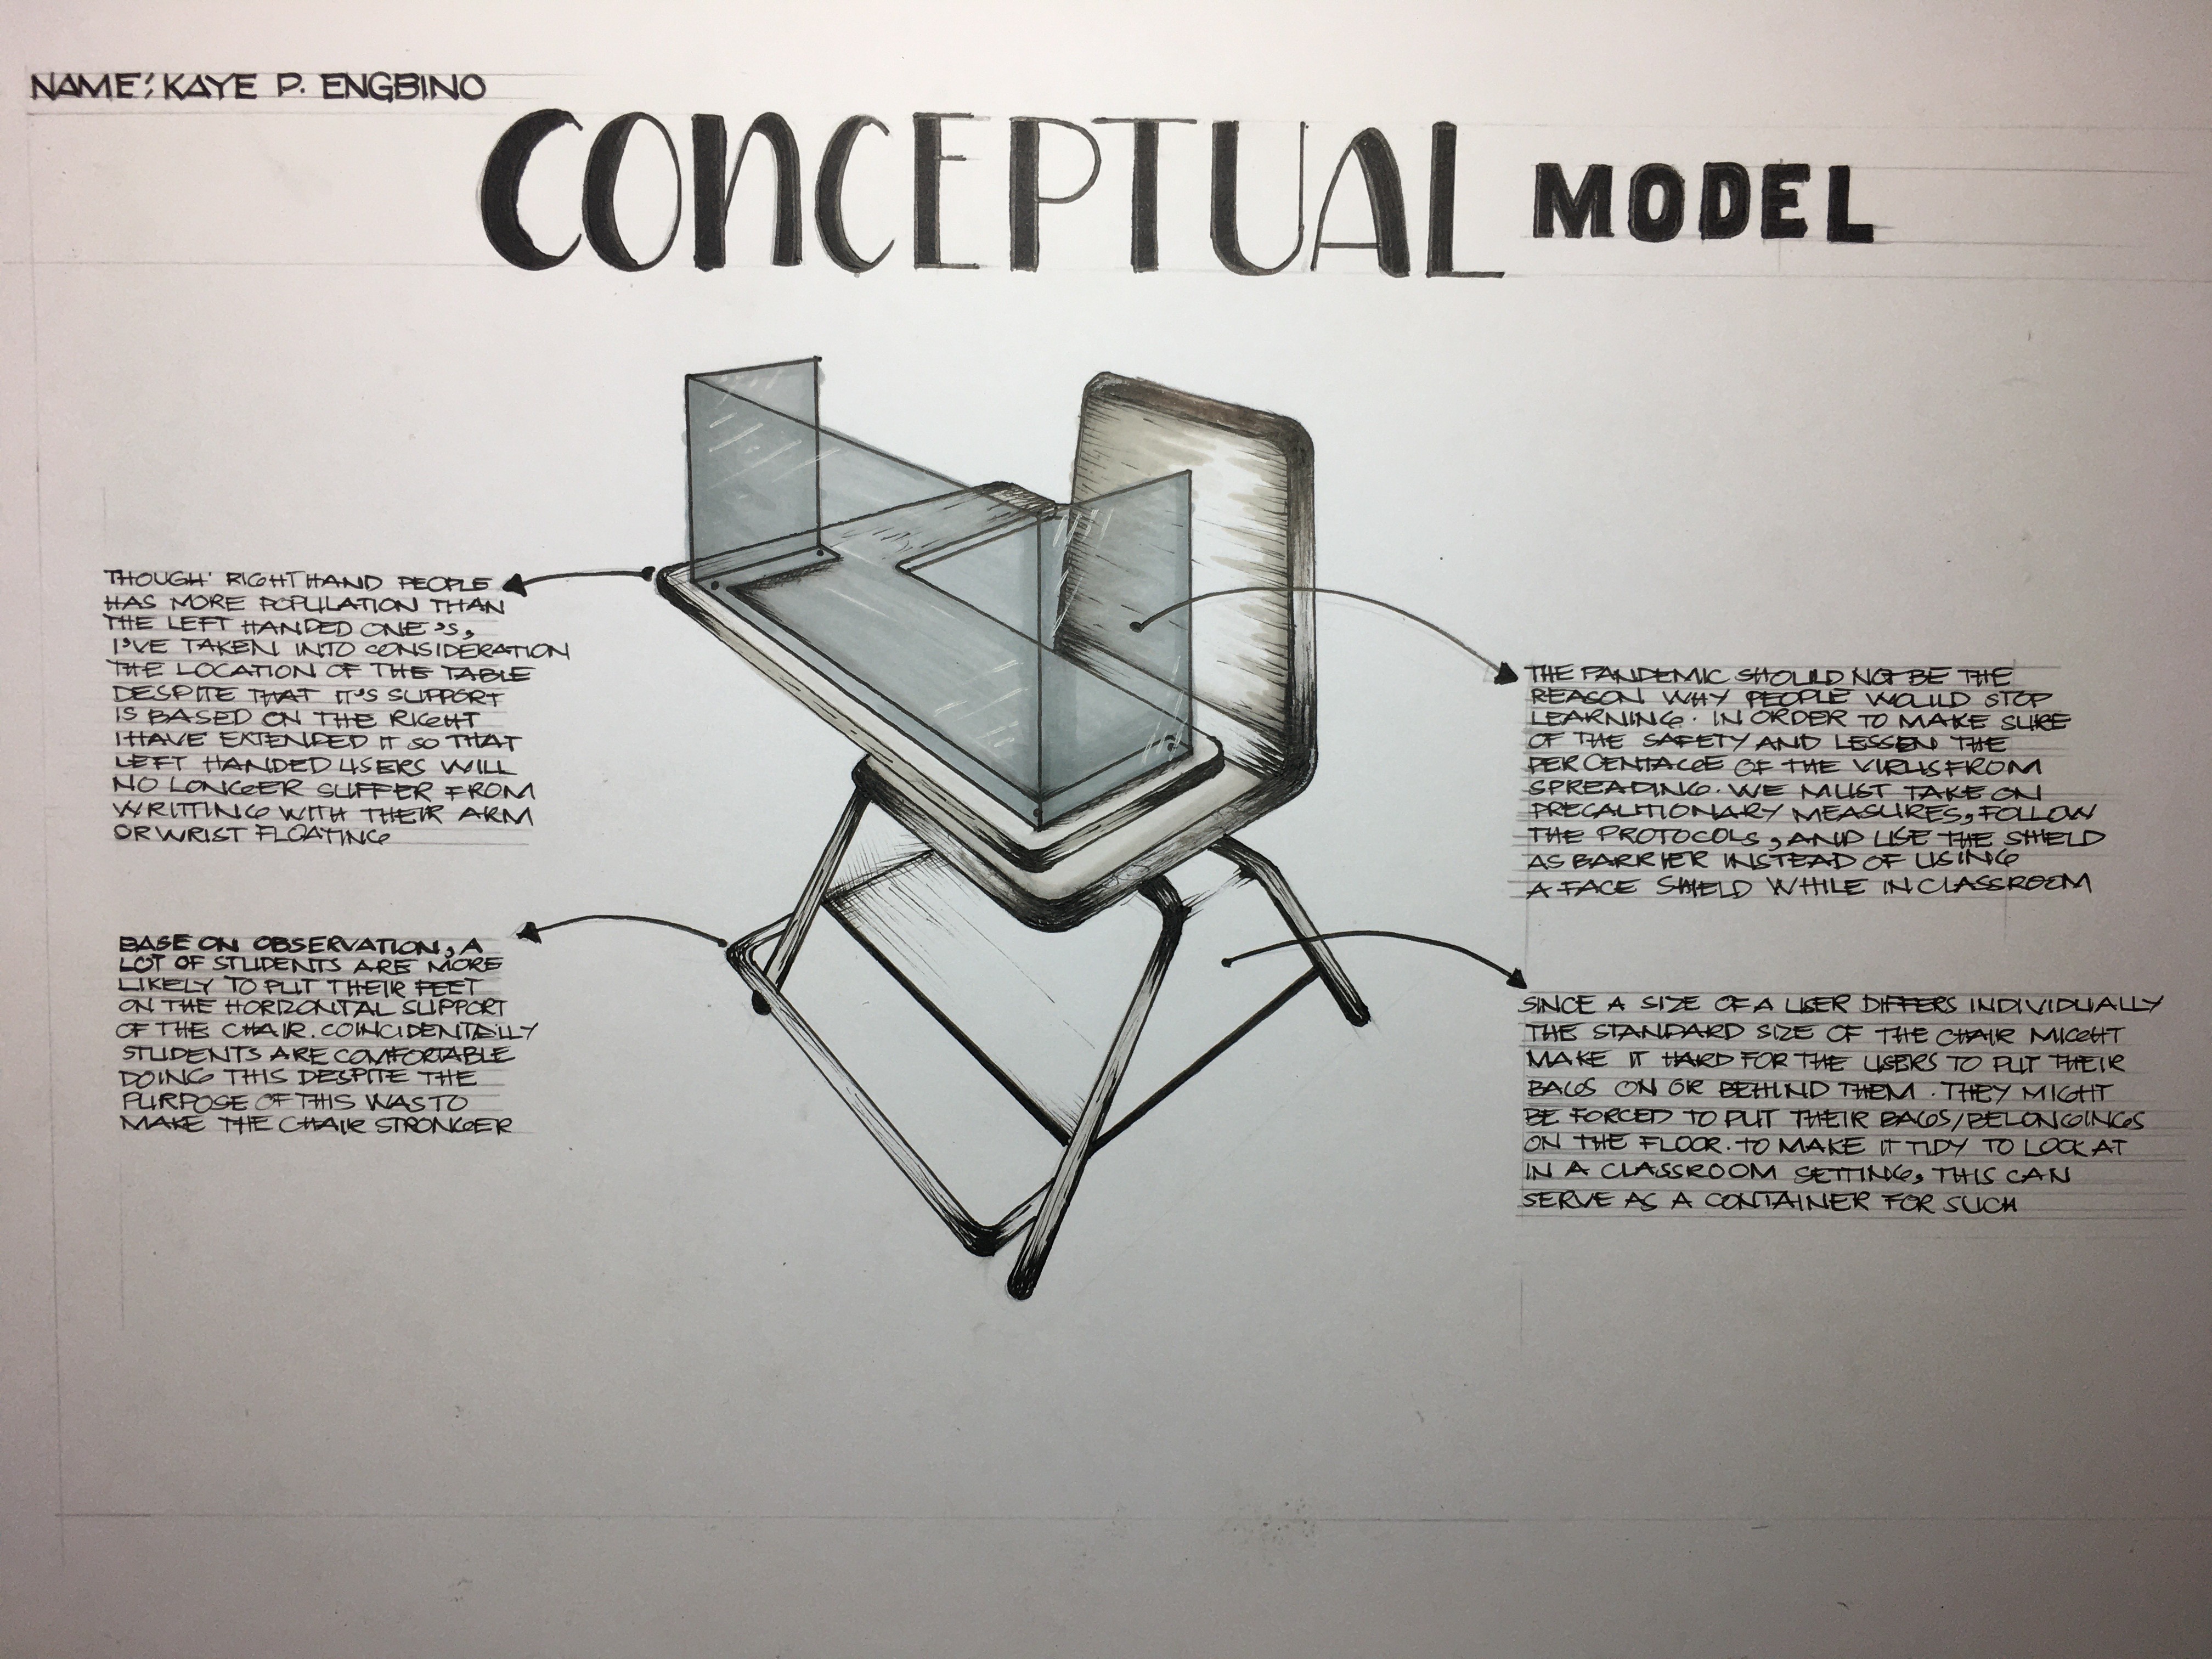 NAME: KAYE P. ENGBINO
CONCEPTUAL MODEL
THOUGH' RIGHT HAND PEOPLE
HAS MORE POPULATION THAN
THE LEFT HANDED ONE'S,
I'VE TAKEN INTO CONSIDERATION
THE LOCATION OF THE TABLE
DESPITE THAT IT'S SUPPORT
IS BASED ON THE RIGHT
I HAVE EXTENDED IT SO THAT
LEFT HANDED USERS WILL
NO LONGER SUFFER FROM
WRITTING WITH THEIR ARM
OR WRIST FLOATING
BASE ON OBSERVATION, A
LOT OF STUDENTS ARE MORE
LIKELY TO PUT THEIR FEET
ON THE HORIZONTAL SUPPORT
OF THE CHAIR. COINCIDENTALLY
STUDENTS ARE COMFORTABLE
DOING THIS DESPITE THE
PURPOSE OF THIS WAS TO
MAKE THE CHAIR STRONGER
THE PANDEMIC SHOULD NOT BE THE
REASON WHY PEOPLE WOULD STOP
LEARNING. IN ORDER TO MAKE SURE
OF THE SAFETY AND LESSEN THE
PERCENTAGE OF THE VIRUS FROM
SPREADING. WE MUST TAKE ON
PRECAUTIONARY MEASURES, FOLLOW
THE PROTOCOLS, AND USE THE SHIELD
AS BARRIER INSTEAD OF USING
A FACE SHIELD WHILE IN CLASSROOM
SINCE A SIZE OF A USER DIFFERS INDIVIDUALLY
THE STANDARD SIZE OF THE CHAIR MIGHT
MAKE IT HARD FOR THE USERS TO PUT THEIR
BAGS ON OR BEHIND THEM. THEY MIGHT
BE FORCED TO PUT THEIR BAGS/BELONGINGS
ON THE FLOOR. TO MAKE IT TIDY TO LOOK AT
IN A CLASSROOM SETTING, THIS CAN
SERVE AS A CONTAINER FOR SUCH